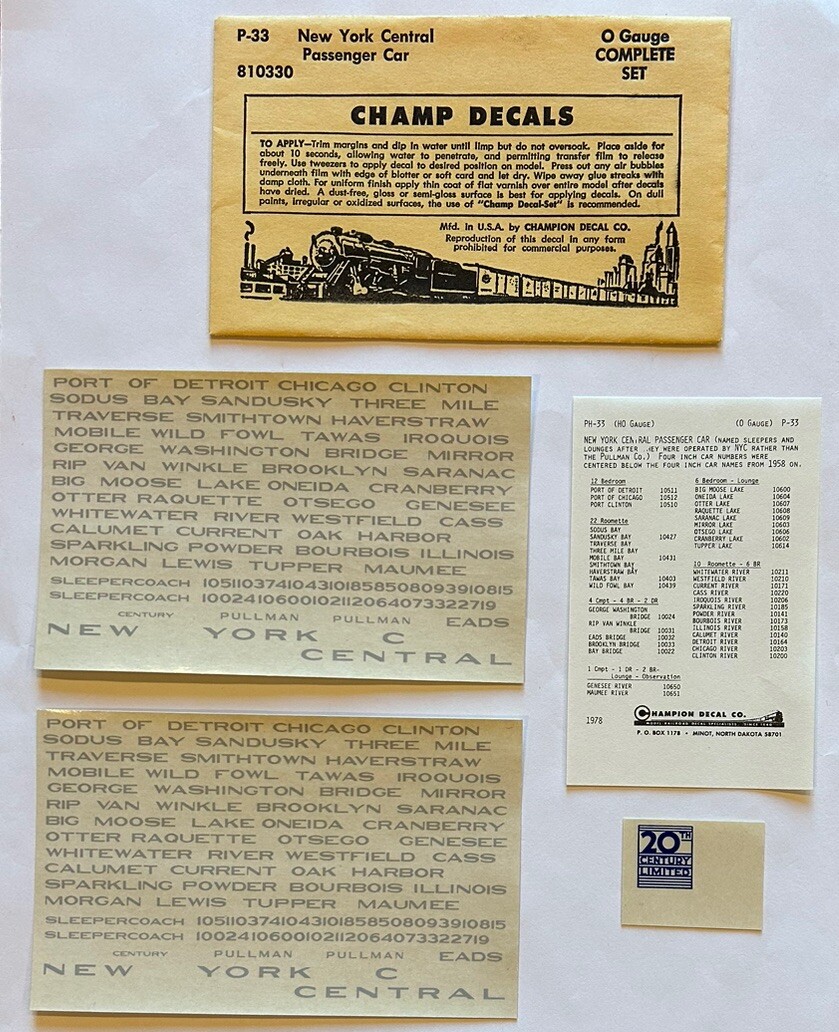 P-33 New York Central O Gauge
Passenger Car COMPLETE
810330 SET
CHAMP DECALS
TO APPLY—Trim margins and dip in water until limp but do not oversoak. Place aside for
about 10 seconds, allowing water to penetrate, and permitting transfer film to release
freely. Use tweezers to apply decal to desired position on model. Press out any air bubbles
underneath film with edge of blotter or soft card and let dry. Wipe away glue streaks with
damp cloth. For uniform finish apply thin coat of flat varnish over entire model after decals
have dried. A dust-free, gloss or semi-gloss surface is best for applying decals. On dull
paints, irregular or oxidized surfaces, the use of "Champ Decal-Set" is recommended.
Mfd. in U.S.A. by CHAMPION DECAL CO.
Reproduction of this decal in any form
prohibited for commercial purposes.
PORT OF DETROIT CHICAGO CLINTON
SODUS BAY SANDUSKY THREE MILE
TRAVERSE SMITHTOWN HAVERSTRAW
MOBILE WILD FOWL TAWAS IROQUOIS
GEORGE WASHINGTON BRIDGE MIRROR
RIP VAN WINKLE BROOKLYN SARANAC
BIG MOOSE LAKE ONEIDA CRANBERRY
OTTER RAQUETTE OTSEGO GENESEE
WHITEWATER RIVER WESTFIELD CASS
CALUMET CURRENT OAK HARBOR
SPARKLING POWDER BOURBOIS ILLINOIS
MORGAN LEWIS TUPPER MAUMEE
SLEEPERCOACH 10511037410431018585080939108​15
SLEEPERCOACH 10024106001021120640733​22719
CENTURY PULLMAN PULLMAN EADS
NEW YORK C
CENTRAL
PH-33 (HO GAUGE) (O GAUGE) P-33
NEW YORK CENTRAL PASSENGER CAR (NAMED SLEEPERS AND
LOUNGES AFTER THEY WERE OPERATED BY NYC RATHER THAN
THE PULLMAN CO.) FOUR INCH CAR NUMBERS WERE
CENTERED BELOW THE FOUR INCH CAR NAMES FROM 1958 ON.
12 Bedroom
PORT OF DETROIT 10511
PORT OF CHICAGO 10512
PORT CLINTON 10510
22 Roomette
SODUS BAY
SANDUSKY BAY 10427
TRAVERSE BAY
THREE MILE BAY
MOBILE BAY 10431
SMITHTOWN BAY
HAVERSTRAW BAY
TAWAS BAY 10403
WILD FOWL BAY 10439
4 Cmpt - 4 BR - 2 DR
GEORGE WASHINGTON
BRIDGE 10024
RIP VAN WINKLE
BRIDGE 10031
EADS BRIDGE 10032
BROOKLYN BRIDGE 10033
BAY BRIDGE 10022
1 Cmpt - 1 DR - 2 BR-
Lounge - Observation
GENESEE RIVER 10650
MAUMEE RIVER 10651
6 Bedroom - Lounge
BIG MOOSE LAKE 10600
ONEIDA LAKE 10604
OTTER LAKE 10607
RAQUETTE LAKE 10608
SARANAC LAKE 10609
MIRROR LAKE 10603
OTSEGO LAKE 10606
CRANBERRY LAKE 10602
TUPPER LAKE 10614
10 Roomette - 6 BR
WHITEWATER RIVER 10211
WESTFIELD RIVER 10210
CURRENT RIVER 10171
CASS RIVER 10220
IROQUOIS RIVER 10206
SPARKLING RIVER 10185
POWDER RIVER 10141
BOURBOIS RIVER 10173
ILLINOIS RIVER 10158
CALUMET RIVER 10140
DETROIT RIVER 10164
CHICAGO RIVER 10203
CLINTON RIVER 10200
1978 CHAMPION DECAL CO.
MODEL RAILROAD DECAL SPECIALISTS
P. O. BOX 1178 • MINOT, NORTH DAKOTA 58701
PORT OF DETROIT CHICAGO CLINTON
SODUS BAY SANDUSKY THREE MILE
TRAVERSE SMITHTOWN HAVERSTRAW
MOBILE WILD FOWL TAWAS IROQUOIS
GEORGE WASHINGTON BRIDGE MIRROR
RIP VAN WINKLE BROOKLYN SARANAC
BIG MOOSE LAKE ONEIDA CRANBERRY
OTTER RAQUETTE OTSEGO GENESEE
WHITEWATER RIVER WESTFIELD CASS
CALUMET CURRENT OAK HARBOR
SPARKLING POWDER BOURBOIS ILLINOIS
MORGAN LEWIS TUPPER MAUMEE
SLEEPERCOACH 1051103741043101858508093910815
SLEEPERCOACH 1002410600102112064073322719
CENTURY PULLMAN PULLMAN EADS
NEW YORK C
CENTRAL
20TH
CENTURY
LIMITED